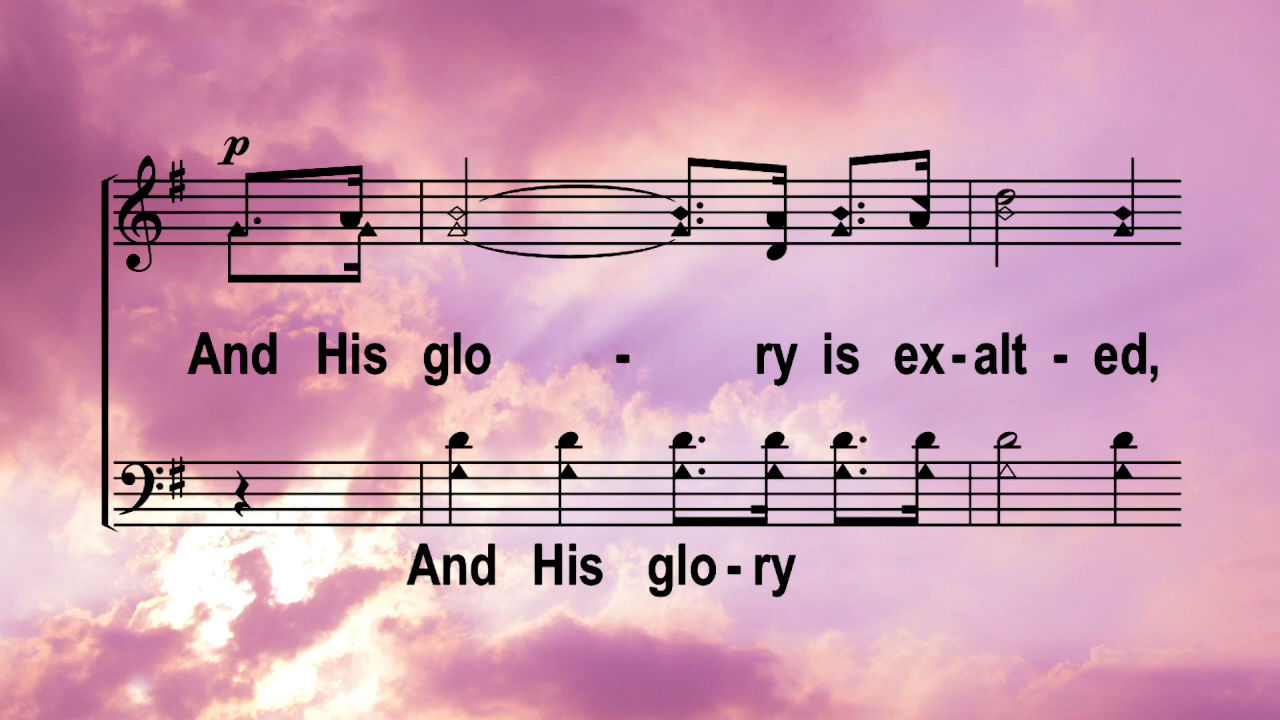 p
And His glo - ry is ex - alt - ed,
And His glo - ry